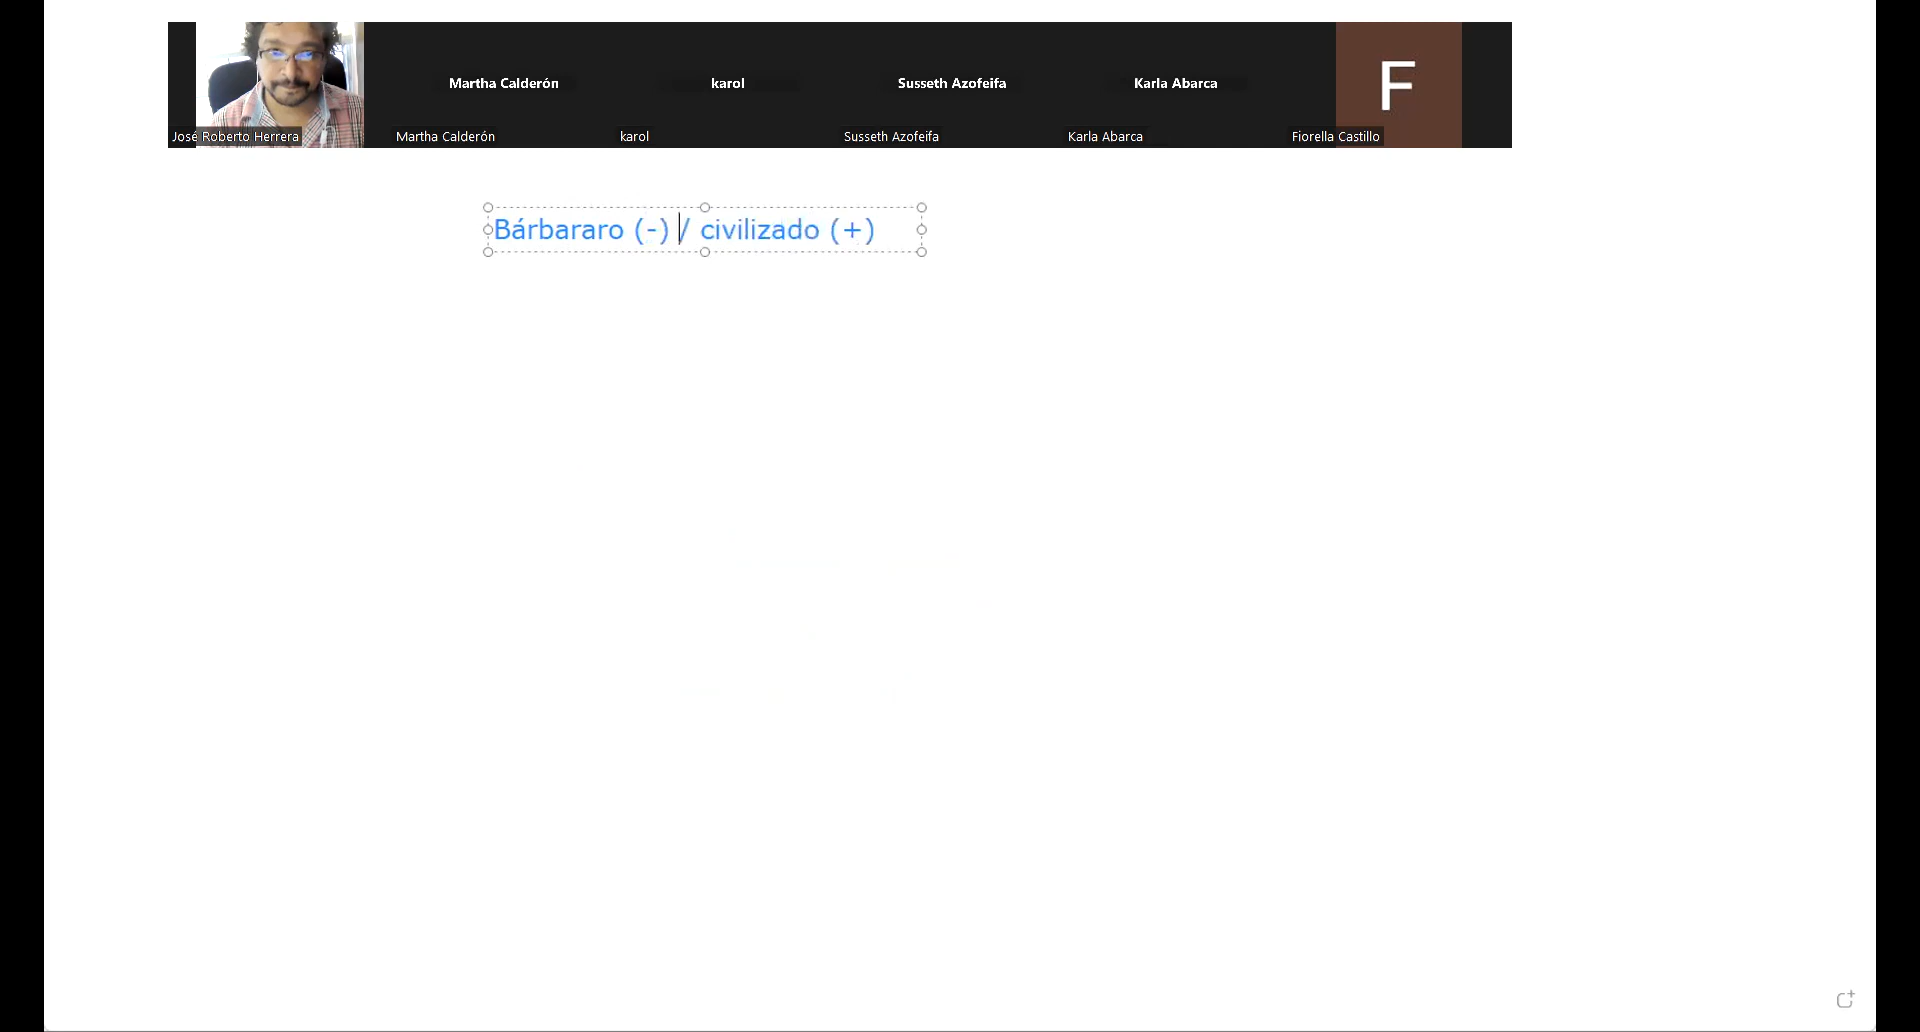 Martha Calderón karol Susseth Azofeifa Karla Abarca F
José Roberto Herrera Martha Calderón karol Susseth Azofeifa Karla Abarca Fiorella Castillo
Bárbararo (-) / civilizado (+)